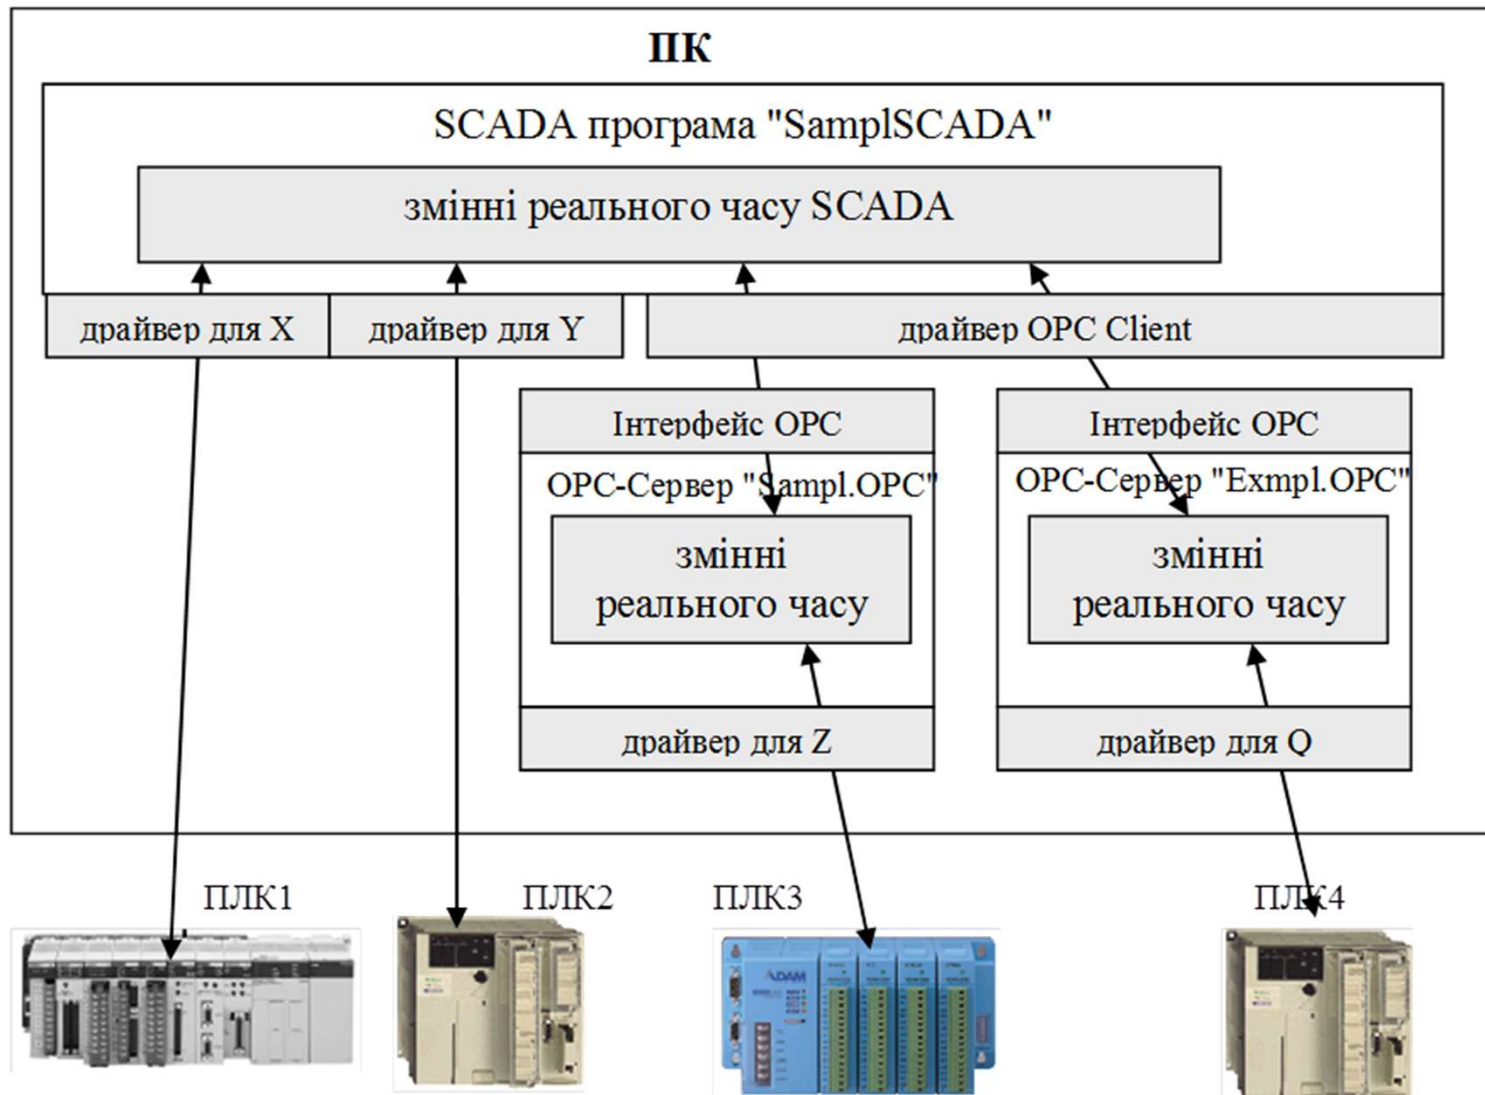 ПК
SCADA програма "SamplSCADA"
змінні реального часу SCADA
драйвер для X
драйвер для Y
драйвер OPC Client
Інтерфейс OPC
Інтерфейс OPC
OPC-Сервер "Sampl.OPC"
OPC-Сервер "Exmpl.OPC"
змінні
реального часу
змінні
реального часу
драйвер для Z
драйвер для Q
ПЛК1
ПЛК2
ПЛК3
ПЛК4
ADAM